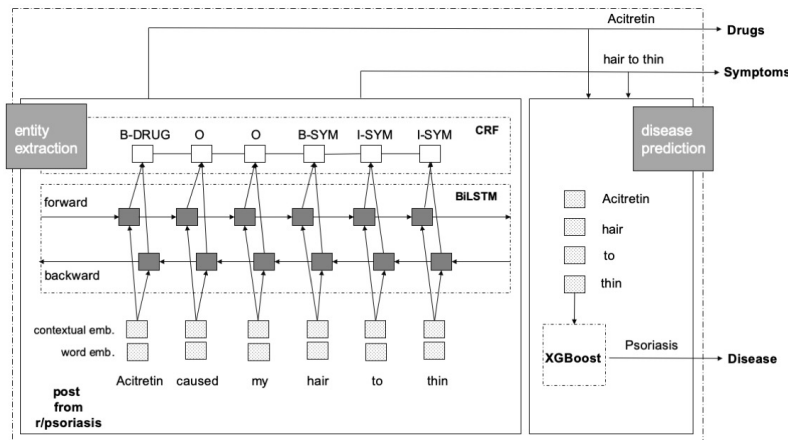 Acitretin
Drugs
hair to thin
Symptoms
entity
extraction
disease
prediction
B-DRUG O O B-SYM I-SYM I-SYM
CRF
BiLSTM
forward
backward
contextual emb.
word emb.
Acitretin caused my hair to thin
post
from
r/psoriasis
Acitretin
hair
to
thin
XGBoost
Psoriasis
Disease